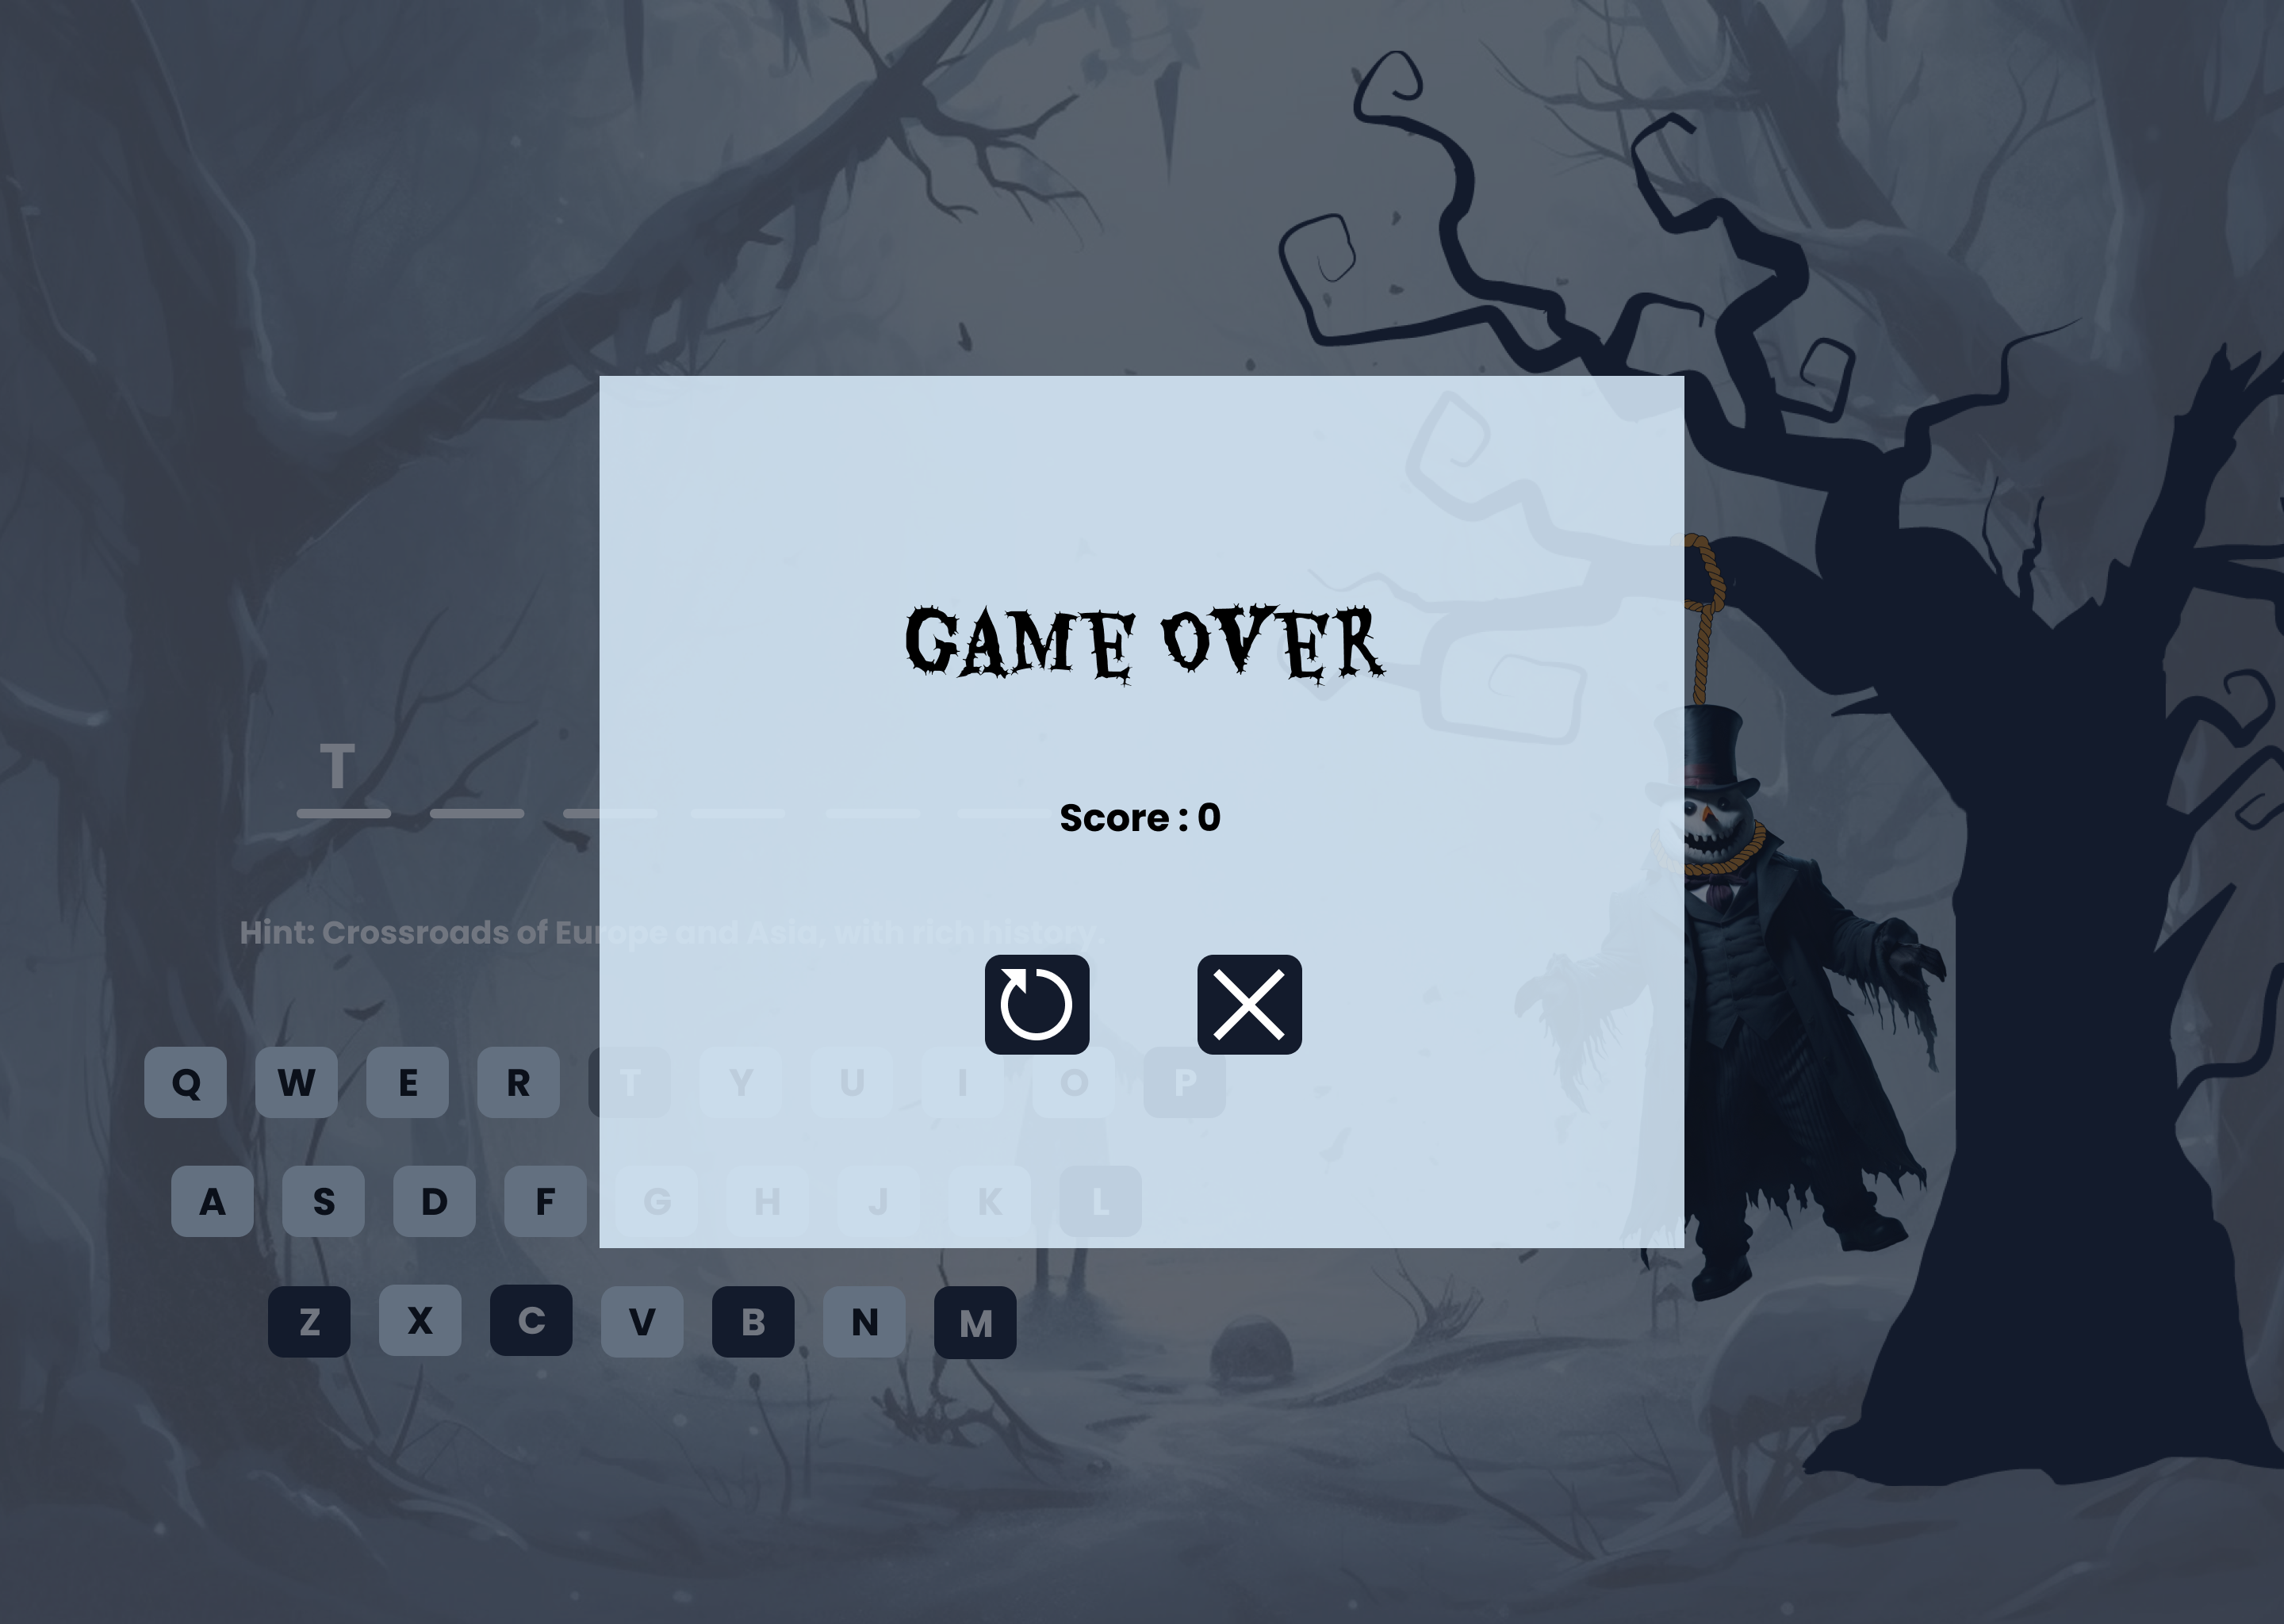 GAME OVER
T
Score : 0
Hint: Crossroads of Europe and Asia, with rich history.
Q W E R T Y U I O P
A S D F G H J K L
Z X C V B N M